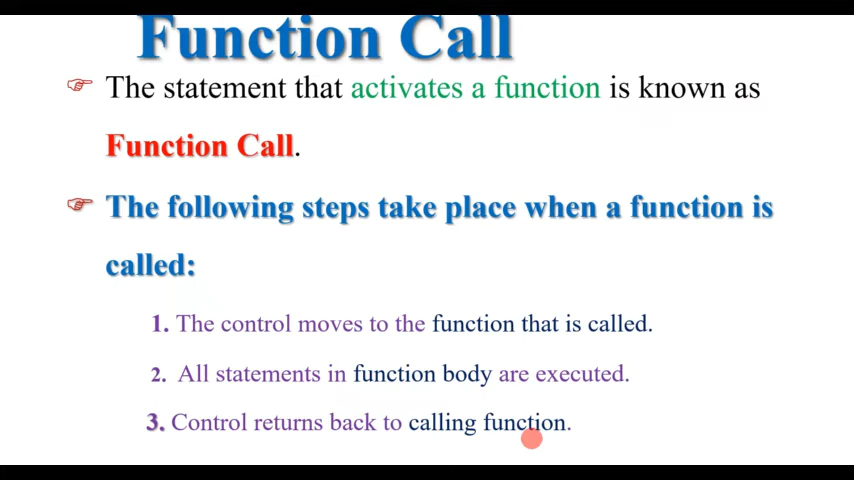 Function Call
The statement that activates a function is known as
Function Call.
The following steps take place when a function is
called:
1. The control moves to the function that is called.
2. All statements in function body are executed.
3. Control returns back to calling function.